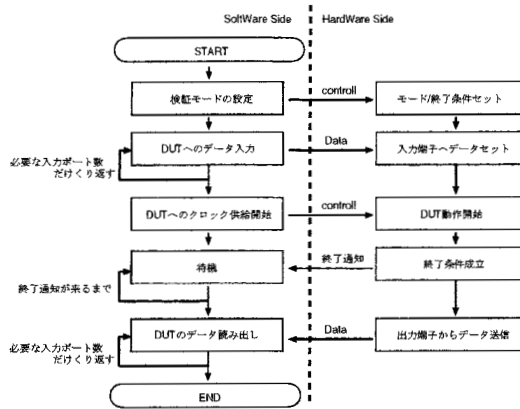 SoltWare Side
HardWare Side
START
検証モードの設定
controll
モード/終了条件セット
DUTへのデータ入力
Data
入力端子へデータセット
必要な入力ポート数
だけくり返す
DUTへのクロック供給開始
controll
DUT動作開始
待機
終了通知
終了条件成立
終了通知が来るまで
DUTのデータ読み出し
Data
出力端子からデータ送信
必要な入力ポート数
だけくり返す
END